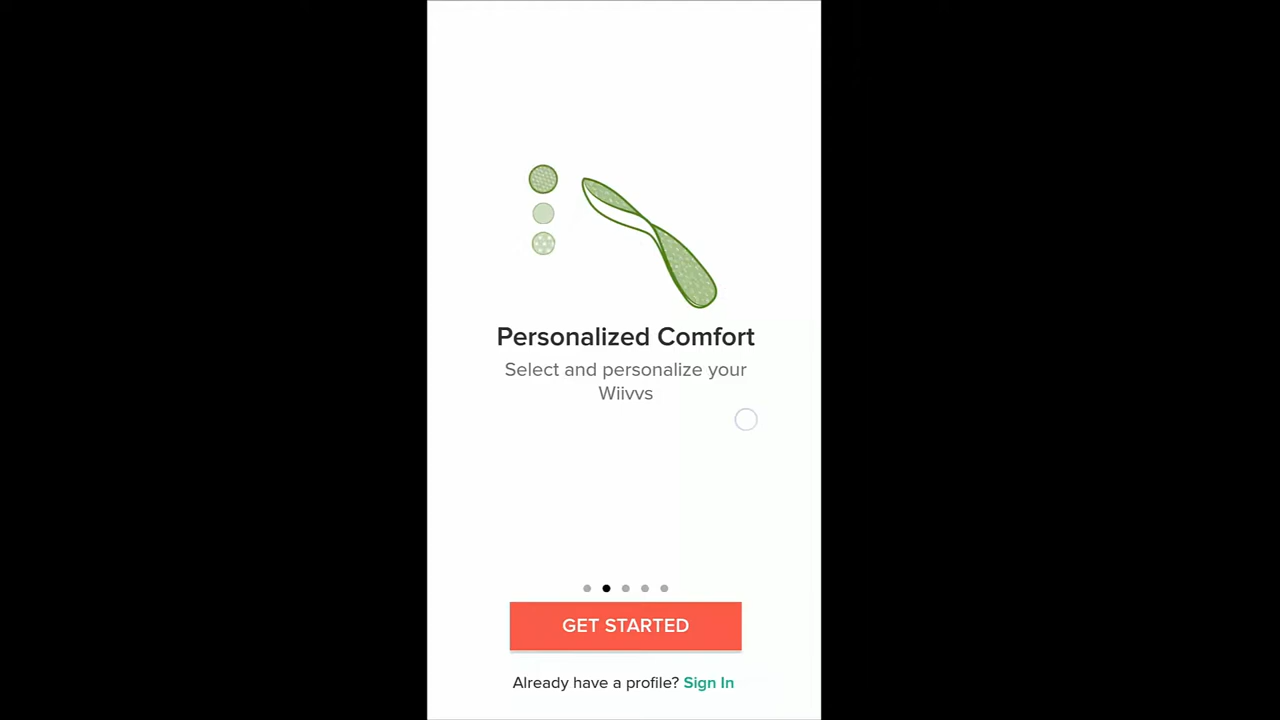 Personalized Comfort
Select and personalize your
Wiivvs
GET STARTED
Already have a profile? Sign In